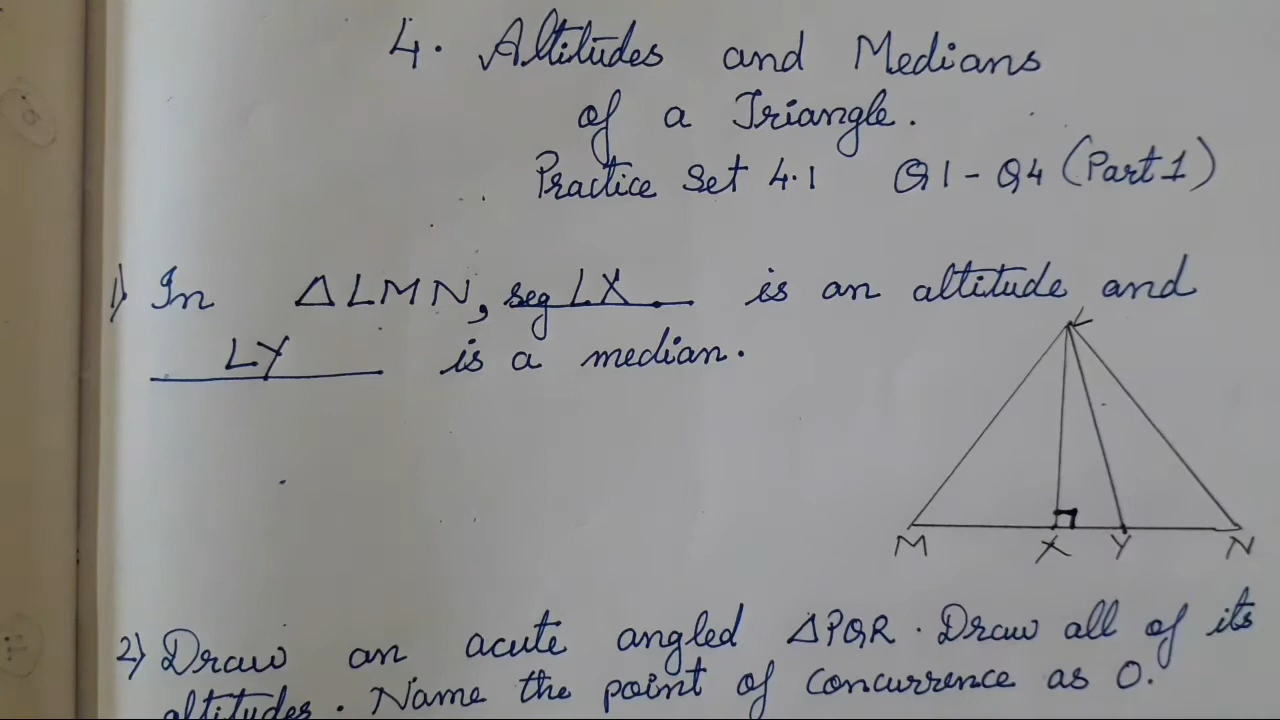 4. Altitudes and Medians
of a Triangle.
Practice Set 4.1 Q1 - Q4 (Part 1)
1) In △LMN, seg LX is an altitude and
LY is a median.
L
M X Y N
2) Draw an acute angled △PQR. Draw all of its
altitudes. Name the point of concurrence as O.